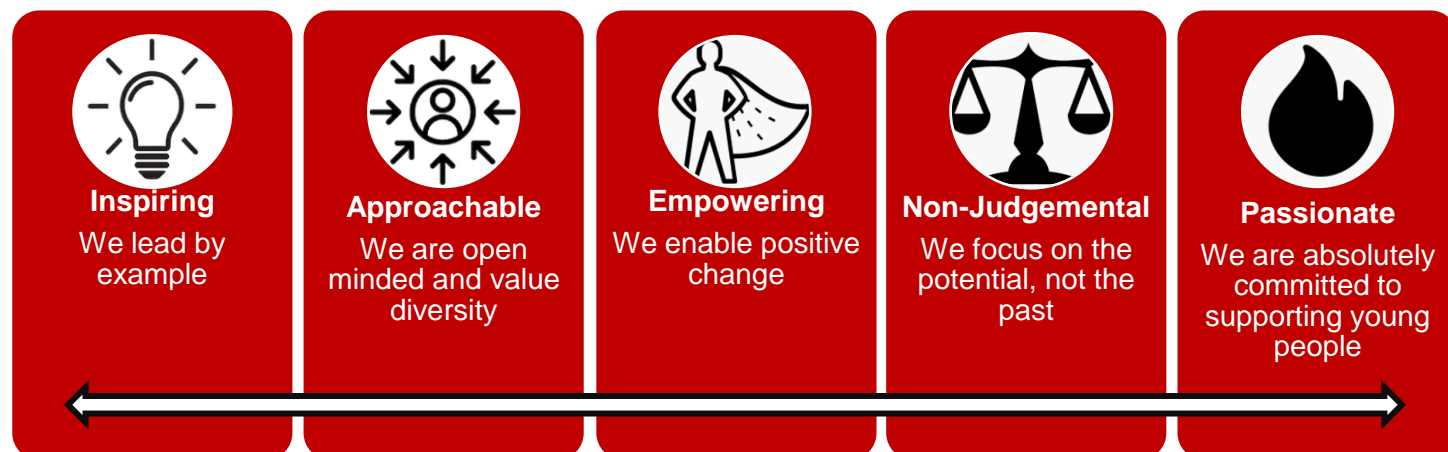 Inspiring
We lead by
example
Approachable
We are open
minded and value
diversity
Empowering
We enable positive
change
Non-Judgemental
We focus on the
potential, not the
past
Passionate
We are absolutely
committed to
supporting young
people